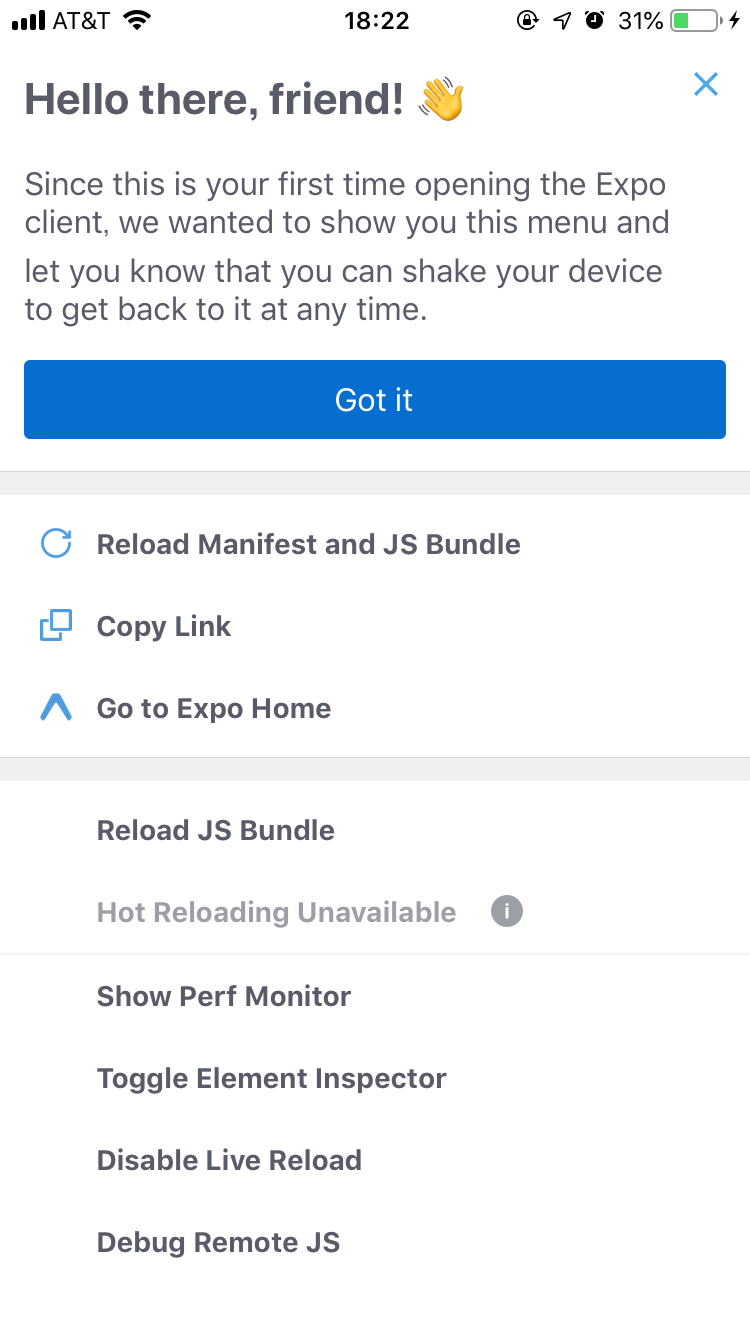 AT&T 18:22 31%
Hello there, friend! 👋
Since this is your first time opening the Expo
client, we wanted to show you this menu and
let you know that you can shake your device
to get back to it at any time.
Got it
Reload Manifest and JS Bundle
Copy Link
Go to Expo Home
Reload JS Bundle
Hot Reloading Unavailable i
Show Perf Monitor
Toggle Element Inspector
Disable Live Reload
Debug Remote JS